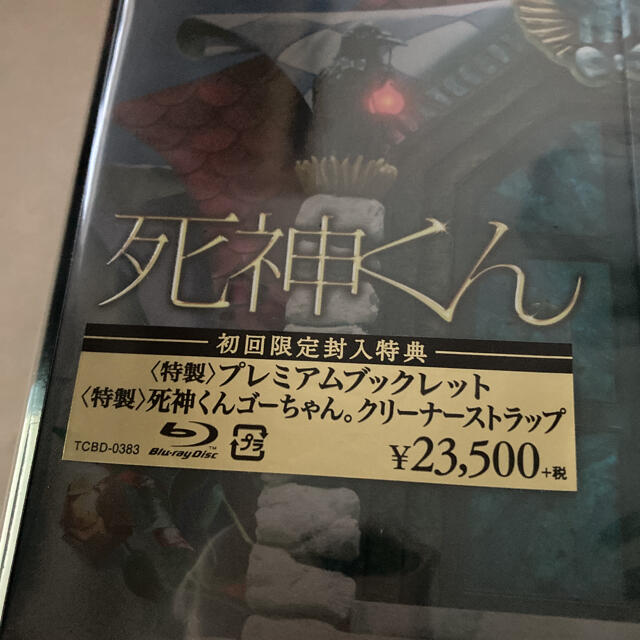 死神くん
初回限定封入特典
〈特製〉プレミアムブックレット
〈特製〉死神くんゴーちゃん。クリーナーストラップ
TCBD-0383
Blu-ray Disc
プラ
¥23,500+税